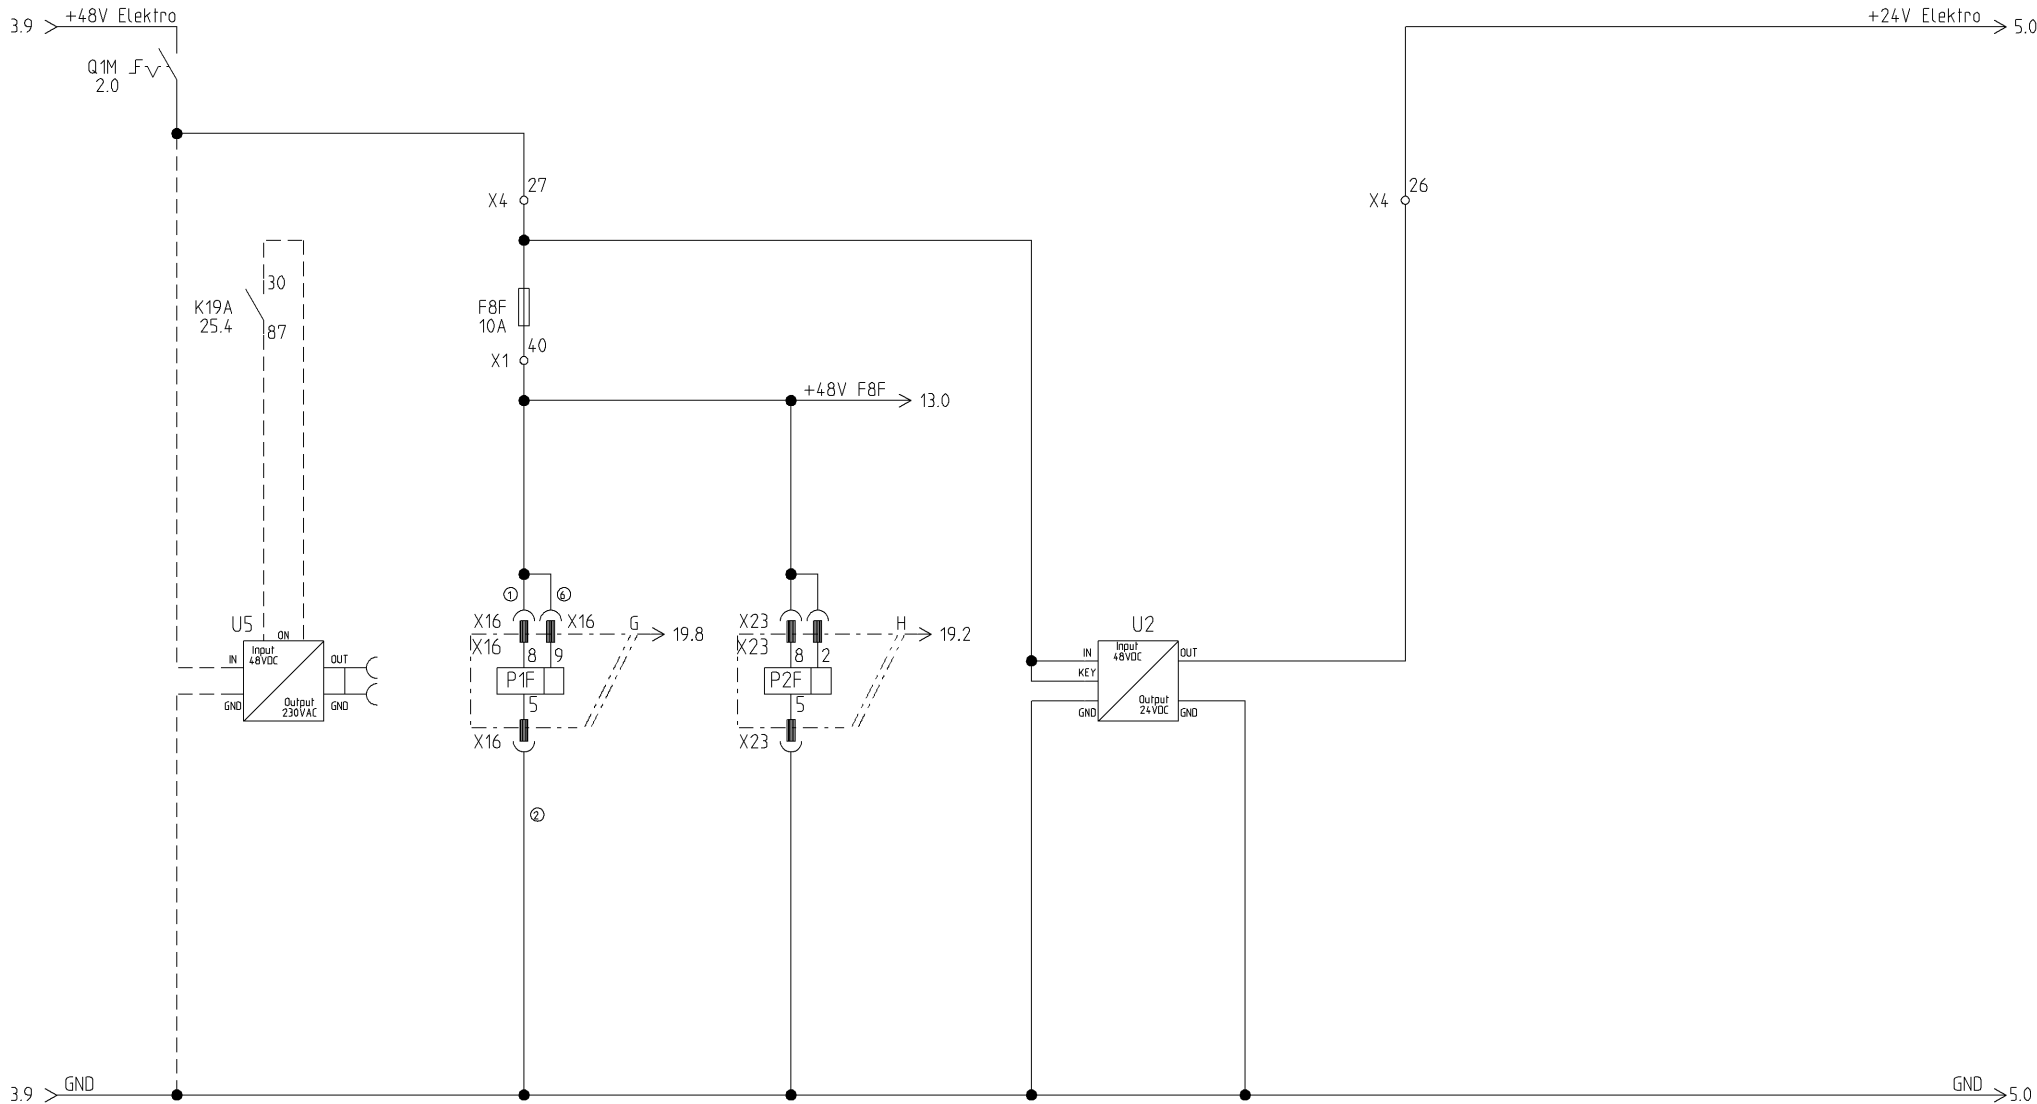 3.9 +48V Elektro
+24V Elektro 5.0
Q1M
2.0
27
X4
26
X4
30
K19A
25.4
87
F8F
10A
40
X1
+48V F8F
13.0
1
6
X16
X16
G
19.8
X16
8
9
P1F
5
X16
2
X23
H
19.2
X23
8
2
P2F
5
X23
U5
ON
Input
48VDC
IN
OUT
Output
230VAC
GND
GND
U2
Input
48VDC
IN
OUT
KEY
Output
24VDC
GND
GND
3.9 GND
GND 5.0